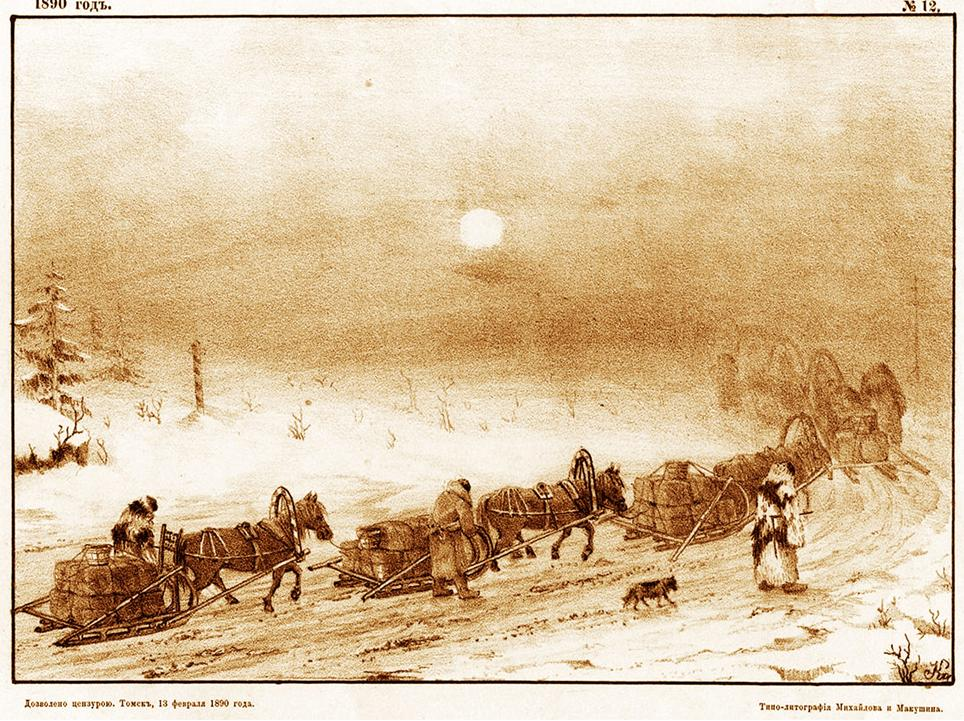 1890 годъ.
№ 12.
Дозволено цензурою. Томскъ, 13 февраля 1890 года.
Типо-литографія Михайлова и Макушина.